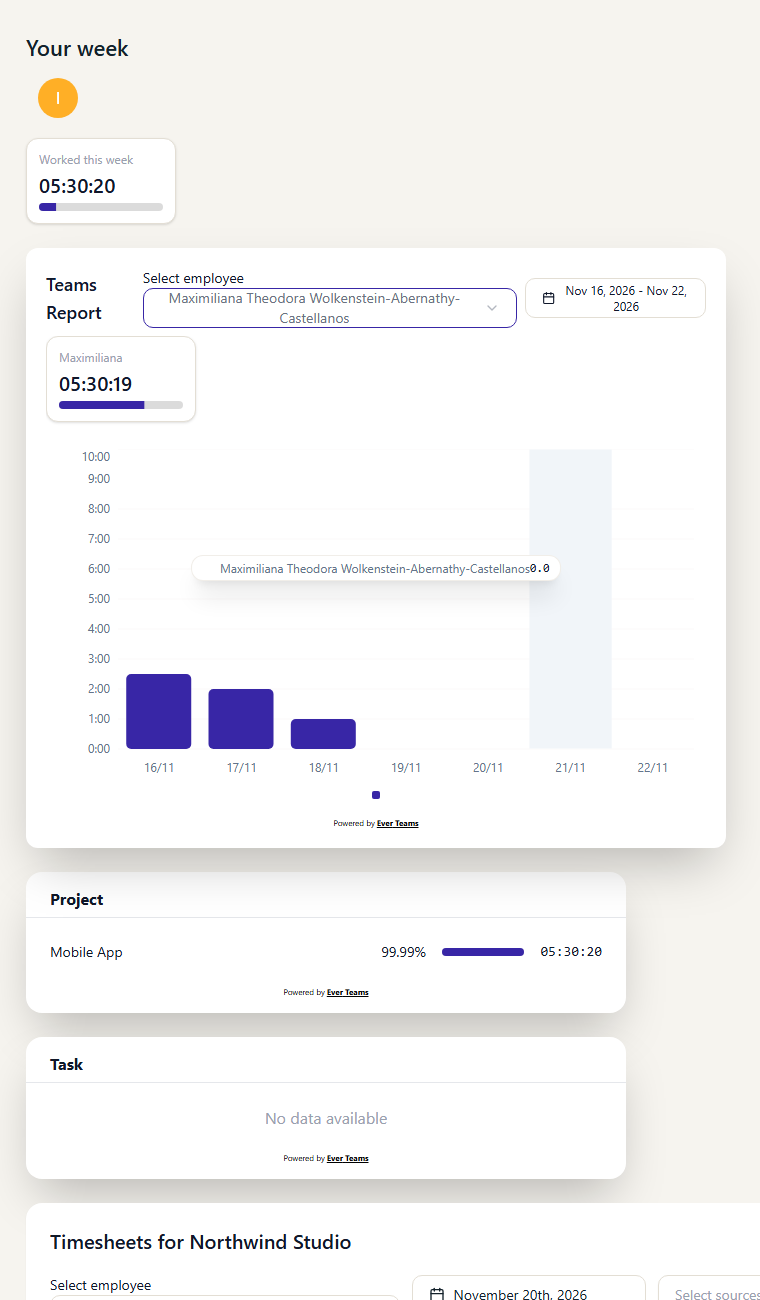 Your week
I
Worked this week
05:30:20
Teams
Report
Select employee
Maximiliana Theodora Wolkenstein-Abernathy-
Castellanos
Nov 16, 2026 - Nov 22,
2026
Maximiliana
05:30:19
10:00
9:00
8:00
7:00
6:00
5:00
4:00
3:00
2:00
1:00
0:00
Maximiliana Theodora Wolkenstein-Abernathy-Castellanos0.0
16/11 17/11 18/11 19/11 20/11 21/11 22/11
Powered by Ever Teams
Project
Mobile App 99.99% 05:30:20
Powered by Ever Teams
Task
No data available
Powered by Ever Teams
Timesheets for Northwind Studio
Select employee
November 20th, 2026
Select sources